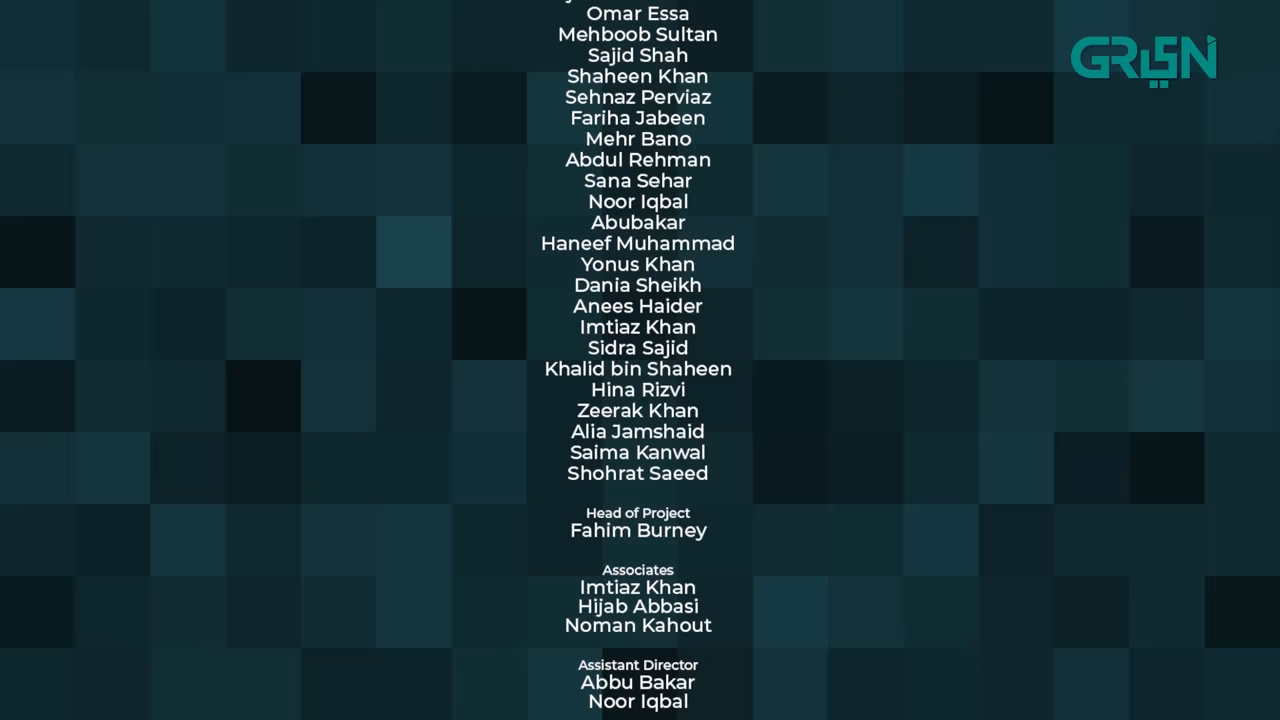 GREEN
Omar Essa
Mehboob Sultan
Sajid Shah
Shaheen Khan
Sehnaz Perviaz
Fariha Jabeen
Mehr Bano
Abdul Rehman
Sana Sehar
Noor Iqbal
Abubakar
Haneef Muhammad
Yonus Khan
Dania Sheikh
Anees Haider
Imtiaz Khan
Sidra Sajid
Khalid bin Shaheen
Hina Rizvi
Zeerak Khan
Alia Jamshaid
Saima Kanwal
Shohrat Saeed
Head of Project
Fahim Burney
Associates
Imtiaz Khan
Hijab Abbasi
Noman Kahout
Assistant Director
Abbu Bakar
Noor Iqbal